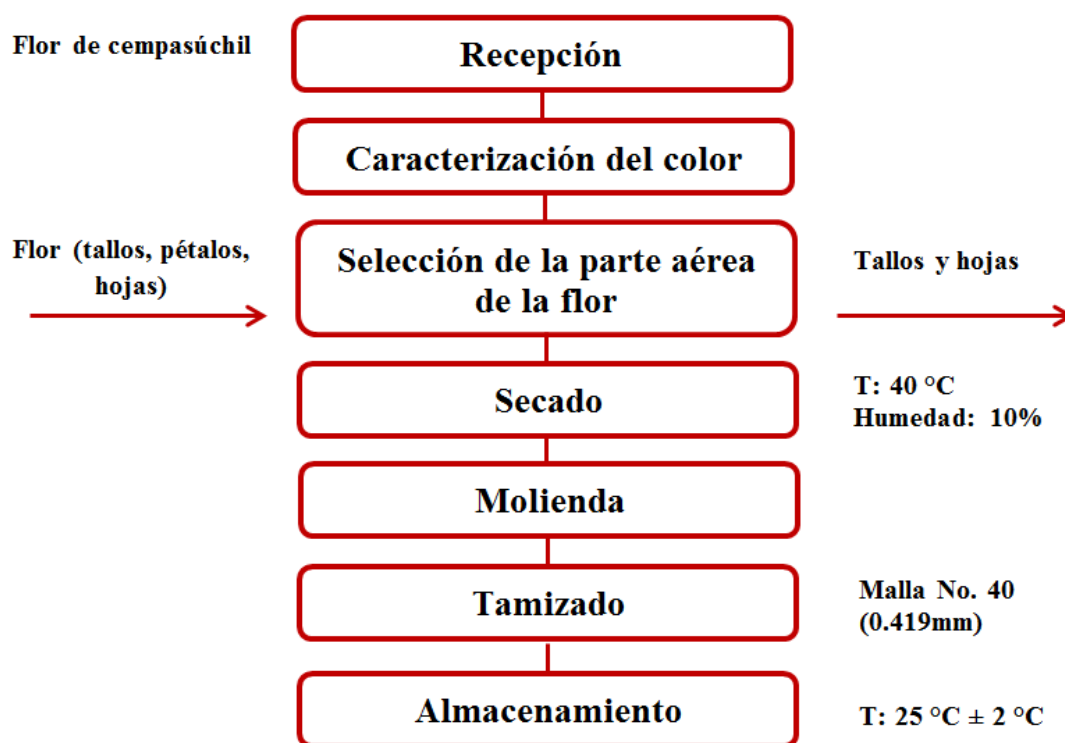 Flor de cempasúchil
Recepción
Caracterización del color
Flor (tallos, pétalos,
hojas)
Selección de la parte aérea
de la flor
Tallos y hojas
Secado
T: 40 °C
Humedad: 10%
Molienda
Tamizado
Malla No. 40
(0.419mm)
Almacenamiento
T: 25 °C ± 2 °C